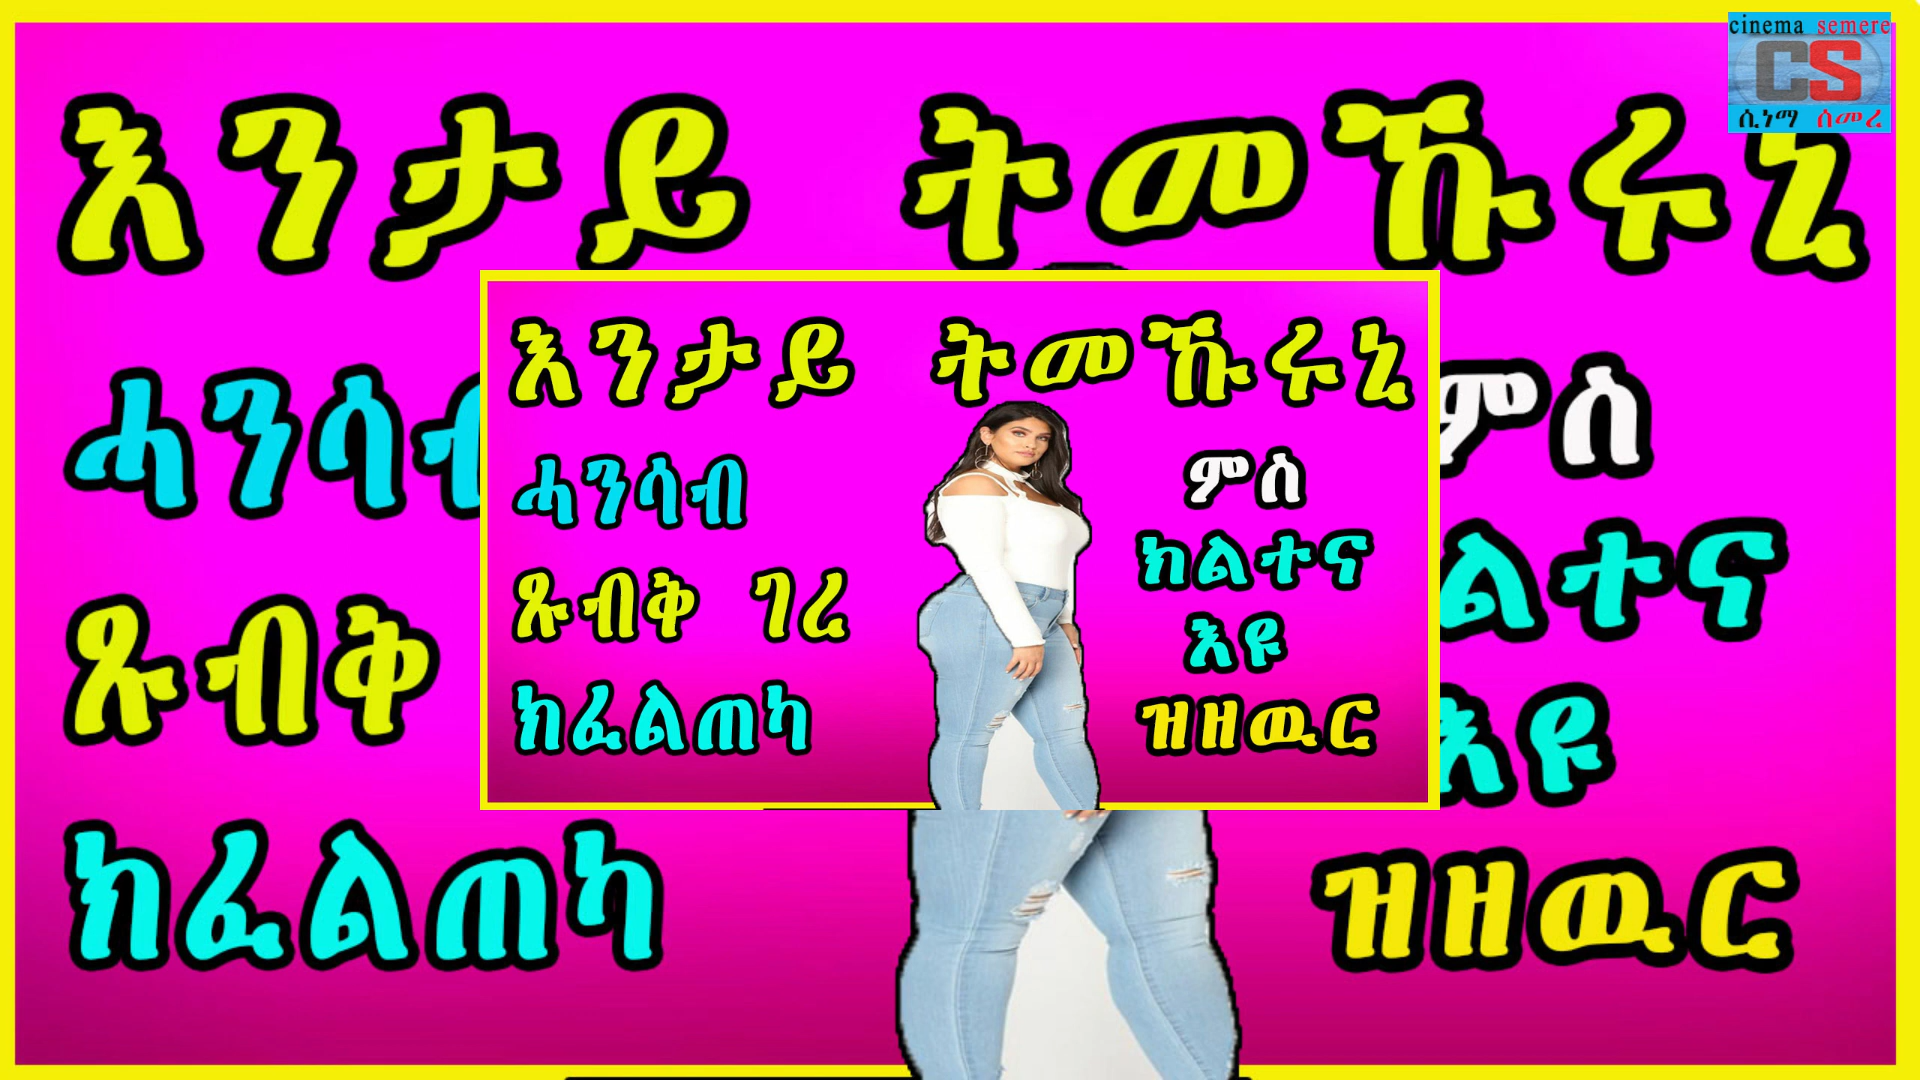 cinema semere
CS
ሲነማ ሰመረ
እንታይ ትመኹሩኒ
ሓንሳብ
ጹብቅ
ክፈልጠካ
ምስ
ልተና
እዩ
ዝዘዉር
እንታይ ትመኹሩኒ
ሓንሳብ
ጹብቅ ገረ
ክፈልጠካ
ምስ
ክልተና
እዩ
ዝዘዉር